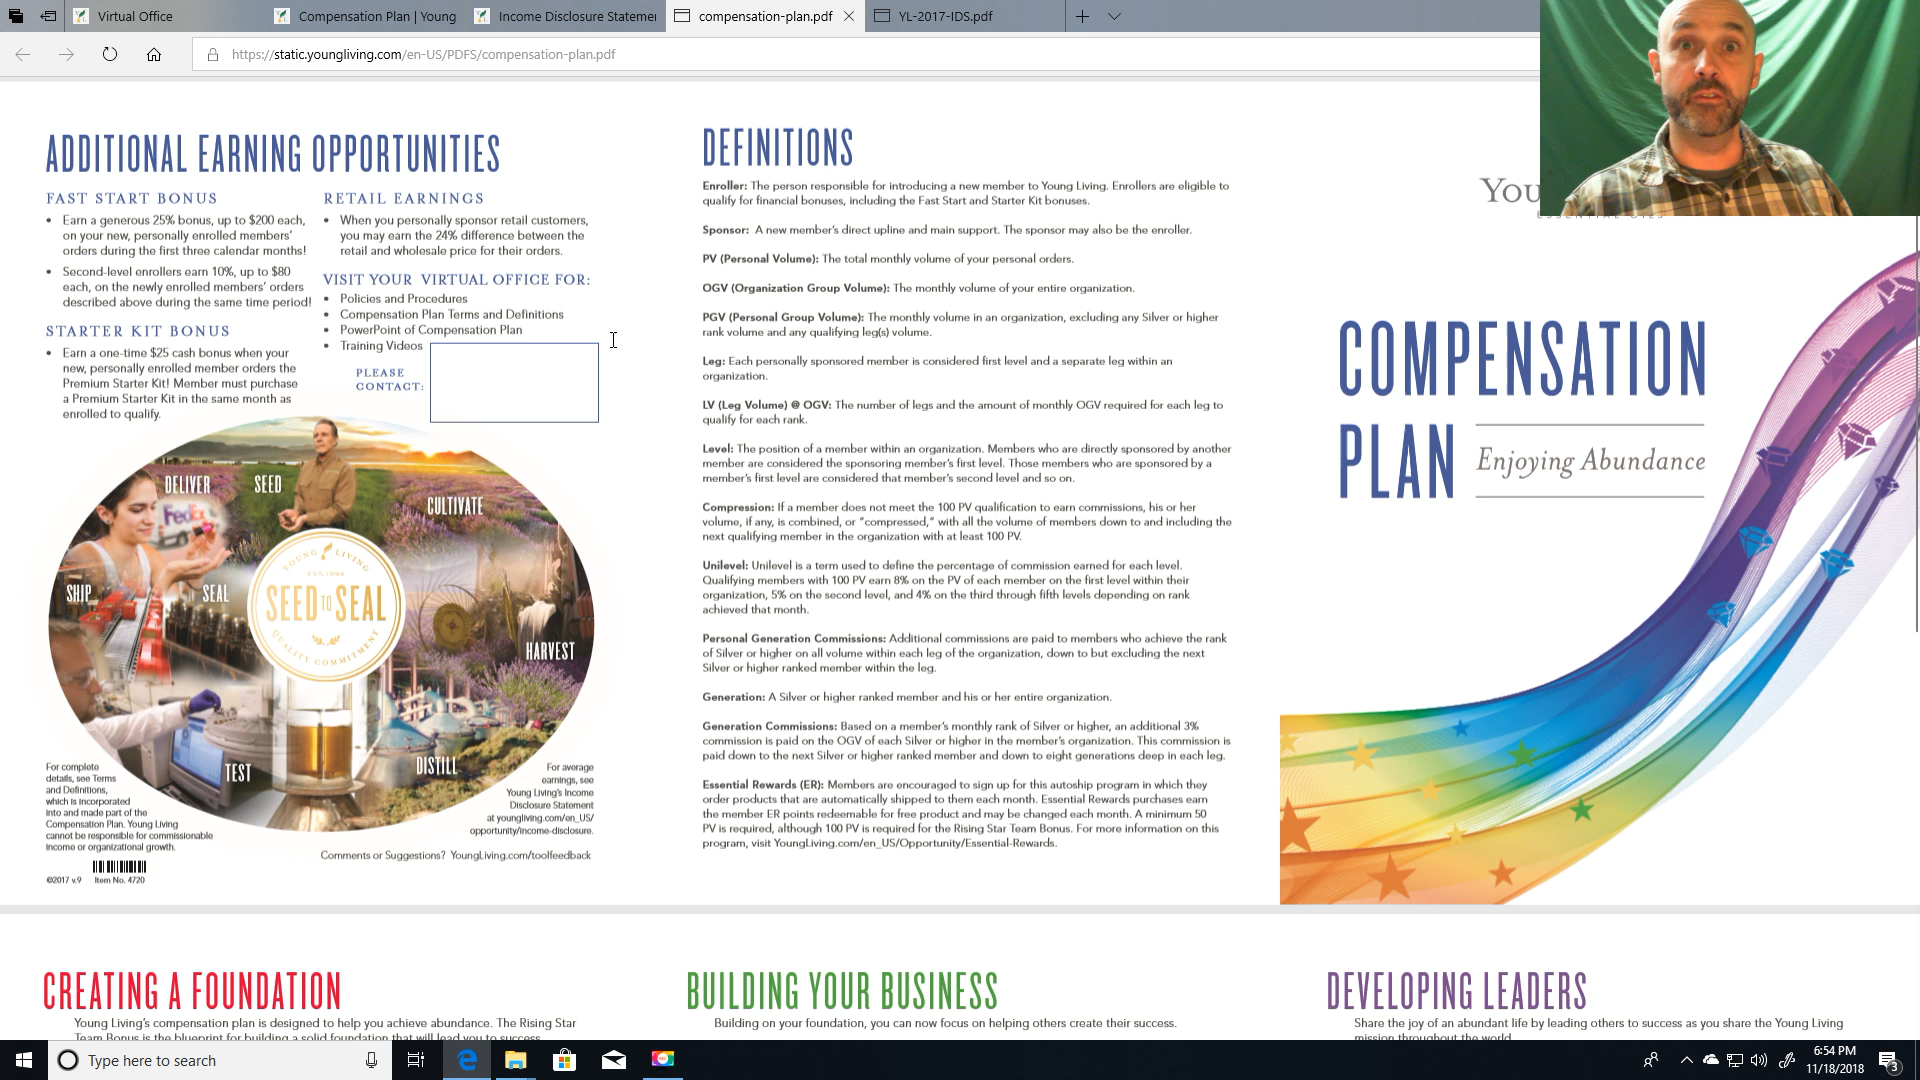 Virtual Office
Compensation Plan | Young
Income Disclosure Statemen
compensation-plan.pdf
YL-2017-IDS.pdf
https://static.youngliving.com/en-US/PDFS/compensation-plan.pdf
ADDITIONAL EARNING OPPORTUNITIES
FAST START BONUS
• Earn a generous 25% bonus, up to $200 each,
on your new, personally enrolled members'
orders during the first three calendar months!
• Second-level enrollers earn 10%, up to $80
each, on the newly enrolled members' orders
described above during the same time period!
STARTER KIT BONUS
• Earn a one-time $25 cash bonus when your
new, personally enrolled member orders the
Premium Starter Kit! Member must purchase
a Premium Starter Kit in the same month as
enrolled to qualify.
RETAIL EARNINGS
• When you personally sponsor retail customers,
you may earn the 24% difference between the
retail and wholesale price for their orders.
VISIT YOUR VIRTUAL OFFICE FOR:
• Policies and Procedures
• Compensation Plan Terms and Definitions
• PowerPoint of Compensation Plan
• Training Videos
PLEASE
CONTACT:
DELIVER
SEED
CULTIVATE
FedEx
SHIP
SEAL
YOUNG LIVING
SEED TO SEAL
QUALITY COMMITMENT
HARVEST
TEST
DISTILL
For complete
details, see Terms
and Definitions,
which is incorporated
into and made part of the
Compensation Plan. Young Living
cannot be responsible for commissionable
income or organizational growth.
For average
earnings, see
Young Living's Income
Disclosure Statement
at youngliving.com/en_US/
opportunity/income-disclosure.
Comments or Suggestions? YoungLiving.com/toolfeedback
©2017 v.9 Item No. 4720
DEFINITIONS
Enroller: The person responsible for introducing a new member to Young Living. Enrollers are eligible to
qualify for financial bonuses, including the Fast Start and Starter Kit bonuses.
Sponsor: A new member's direct upline and main support. The sponsor may also be the enroller.
PV (Personal Volume): The total monthly volume of your personal orders.
OGV (Organization Group Volume): The monthly volume of your entire organization.
PGV (Personal Group Volume): The monthly volume in an organization, excluding any Silver or higher
rank volume and any qualifying leg(s) volume.
Leg: Each personally sponsored member is considered first level and a separate leg within an
organization.
LV (Leg Volume) @ OGV: The number of legs and the amount of monthly OGV required for each leg to
qualify for each rank.
Level: The position of a member within an organization. Members who are directly sponsored by another
member are considered the sponsoring member's first level. Those members who are sponsored by a
member's first level are considered that member's second level and so on.
Compression: If a member does not meet the 100 PV qualification to earn commissions, his or her
volume, if any, is combined, or "compressed," with all the volume of members down to and including the
next qualifying member in the organization with at least 100 PV.
Unilevel: Unilevel is a term used to define the percentage of commission earned for each level.
Qualifying members with 100 PV earn 8% on the PV of each member on the first level within their
organization, 5% on the second level, and 4% on the third through fifth levels depending on rank
achieved that month.
Personal Generation Commissions: Additional commissions are paid to members who achieve the rank
of Silver or higher on all volume within each leg of the organization, down to but excluding the next
Silver or higher ranked member within the leg.
Generation: A Silver or higher ranked member and his or her entire organization.
Generation Commissions: Based on a member's monthly rank of Silver or higher, an additional 3%
commission is paid on the OGV of each Silver or higher in the member's organization. This commission is
paid down to the next Silver or higher ranked member and down to eight generations deep in each leg.
Essential Rewards (ER): Members are encouraged to sign up for this autoship program in which they
order products that are automatically shipped to them each month. Essential Rewards purchases earn
the member ER points redeemable for free product and may be changed each month. A minimum 50
PV is required, although 100 PV is required for the Rising Star Team Bonus. For more information on this
program, visit YoungLiving.com/en_US/Opportunity/Essential-Rewards.
You
COMPENSATION
PLAN Enjoying Abundance
CREATING A FOUNDATION
Young Living's compensation plan is designed to help you achieve abundance. The Rising Star
Team Bonus is the blueprint for building a solid foundation that will lead you to success.
BUILDING YOUR BUSINESS
Building on your foundation, you can now focus on helping others create their success.
DEVELOPING LEADERS
Share the joy of an abundant life by leading others to success as you share the Young Living
mission throughout the world.
Type here to search
6:54 PM
11/18/2018
3